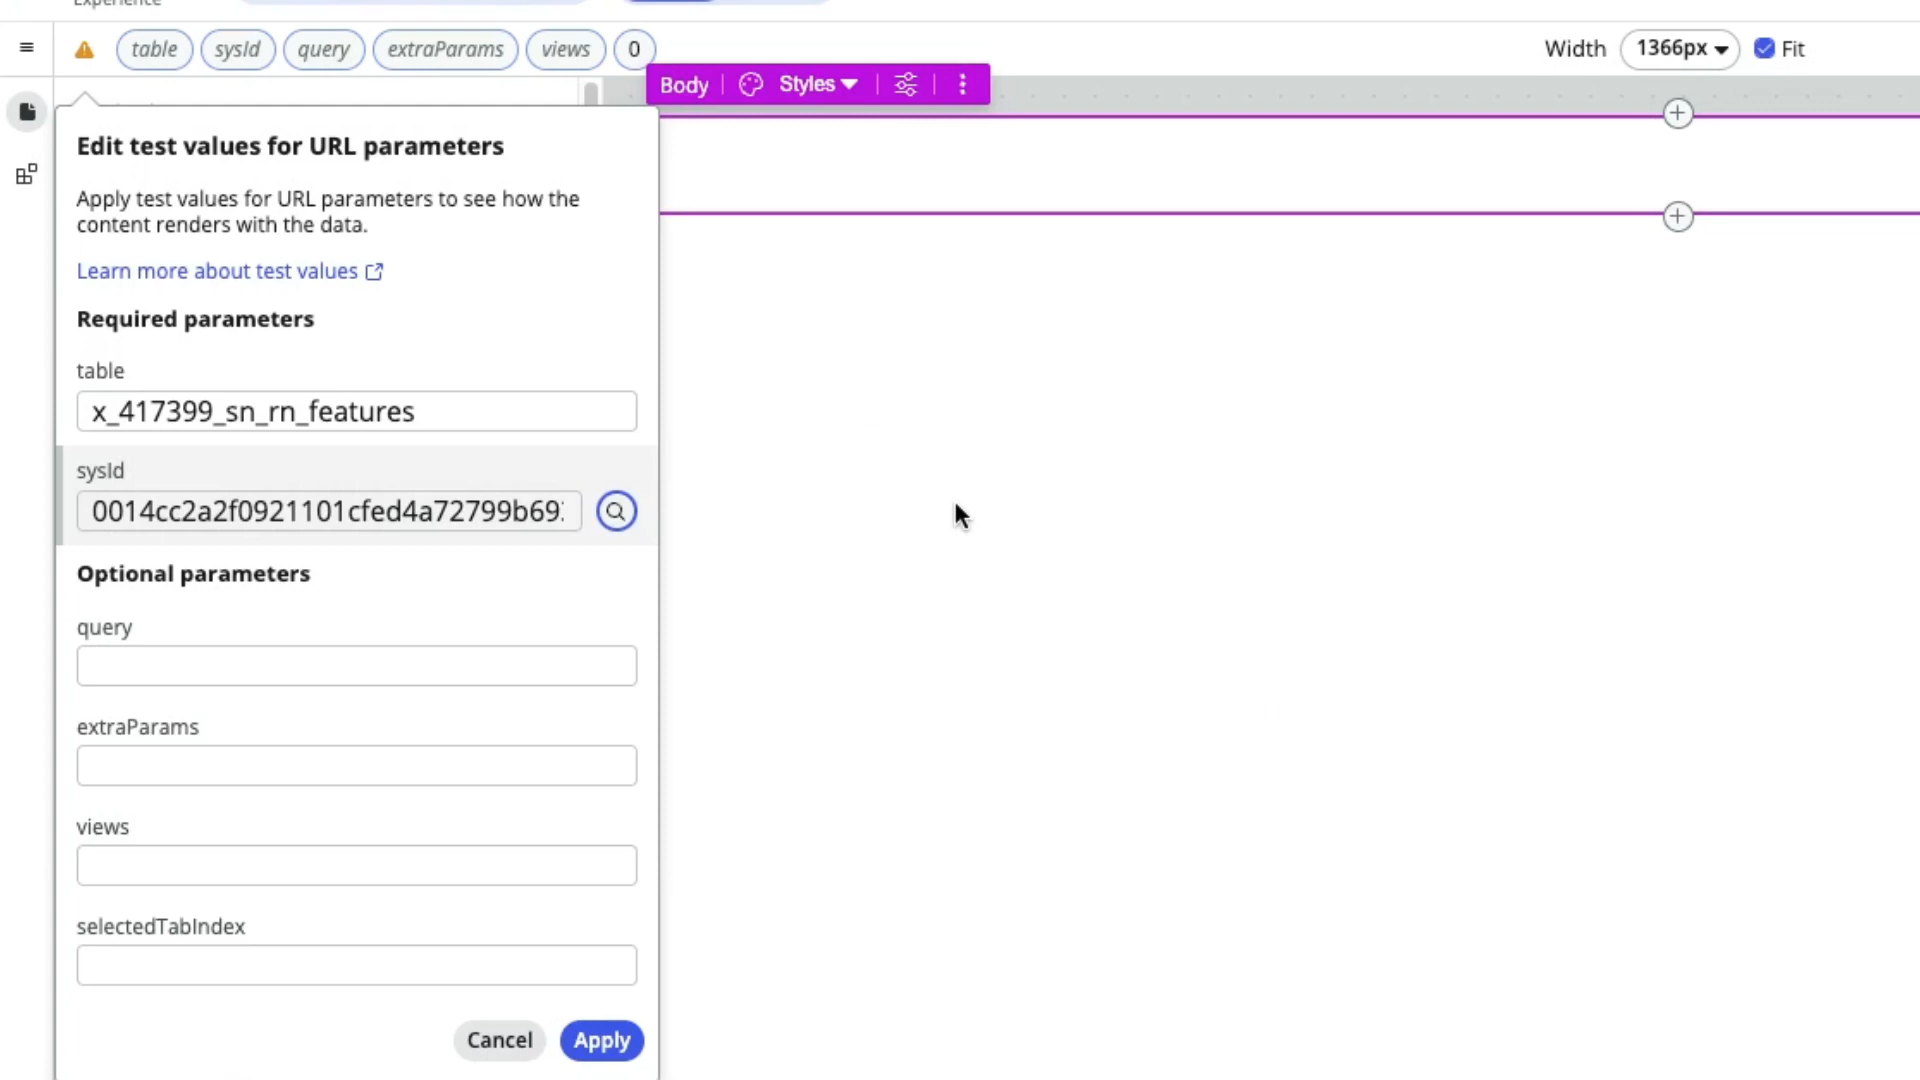 Experience
table sysId query extraParams views 0
Width 1366px Fit
Body Styles
Edit test values for URL parameters
Apply test values for URL parameters to see how the
content renders with the data.
Learn more about test values
Required parameters
table
x_417399_sn_rn_features
sysId
0014cc2a2f0921101cfed4a72799b69
Optional parameters
query
extraParams
views
selectedTabIndex
Cancel Apply